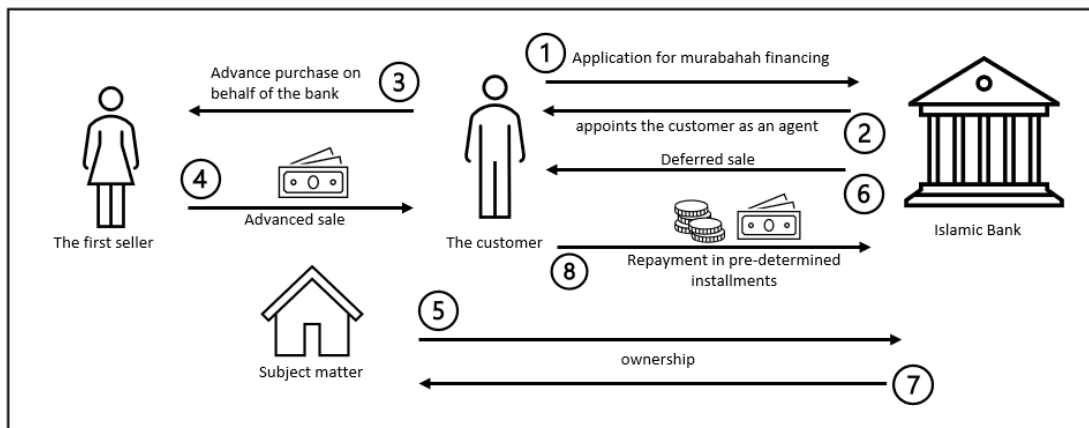 1
Application for murabahah financing
Advance purchase on
behalf of the bank
3
appoints the customer as an agent
2
Deferred sale
4
6
Advanced sale
The first seller
The customer
Islamic Bank
8
Repayment in pre-determined
installments
5
ownership
Subject matter
7